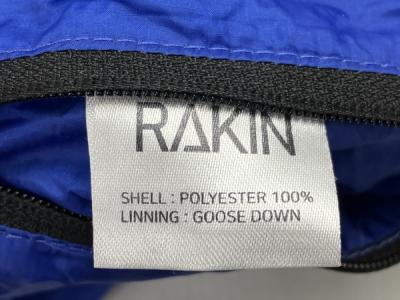 RAKIN
SHELL : POLYESTER 100%
LINNING : GOOSE DOWN